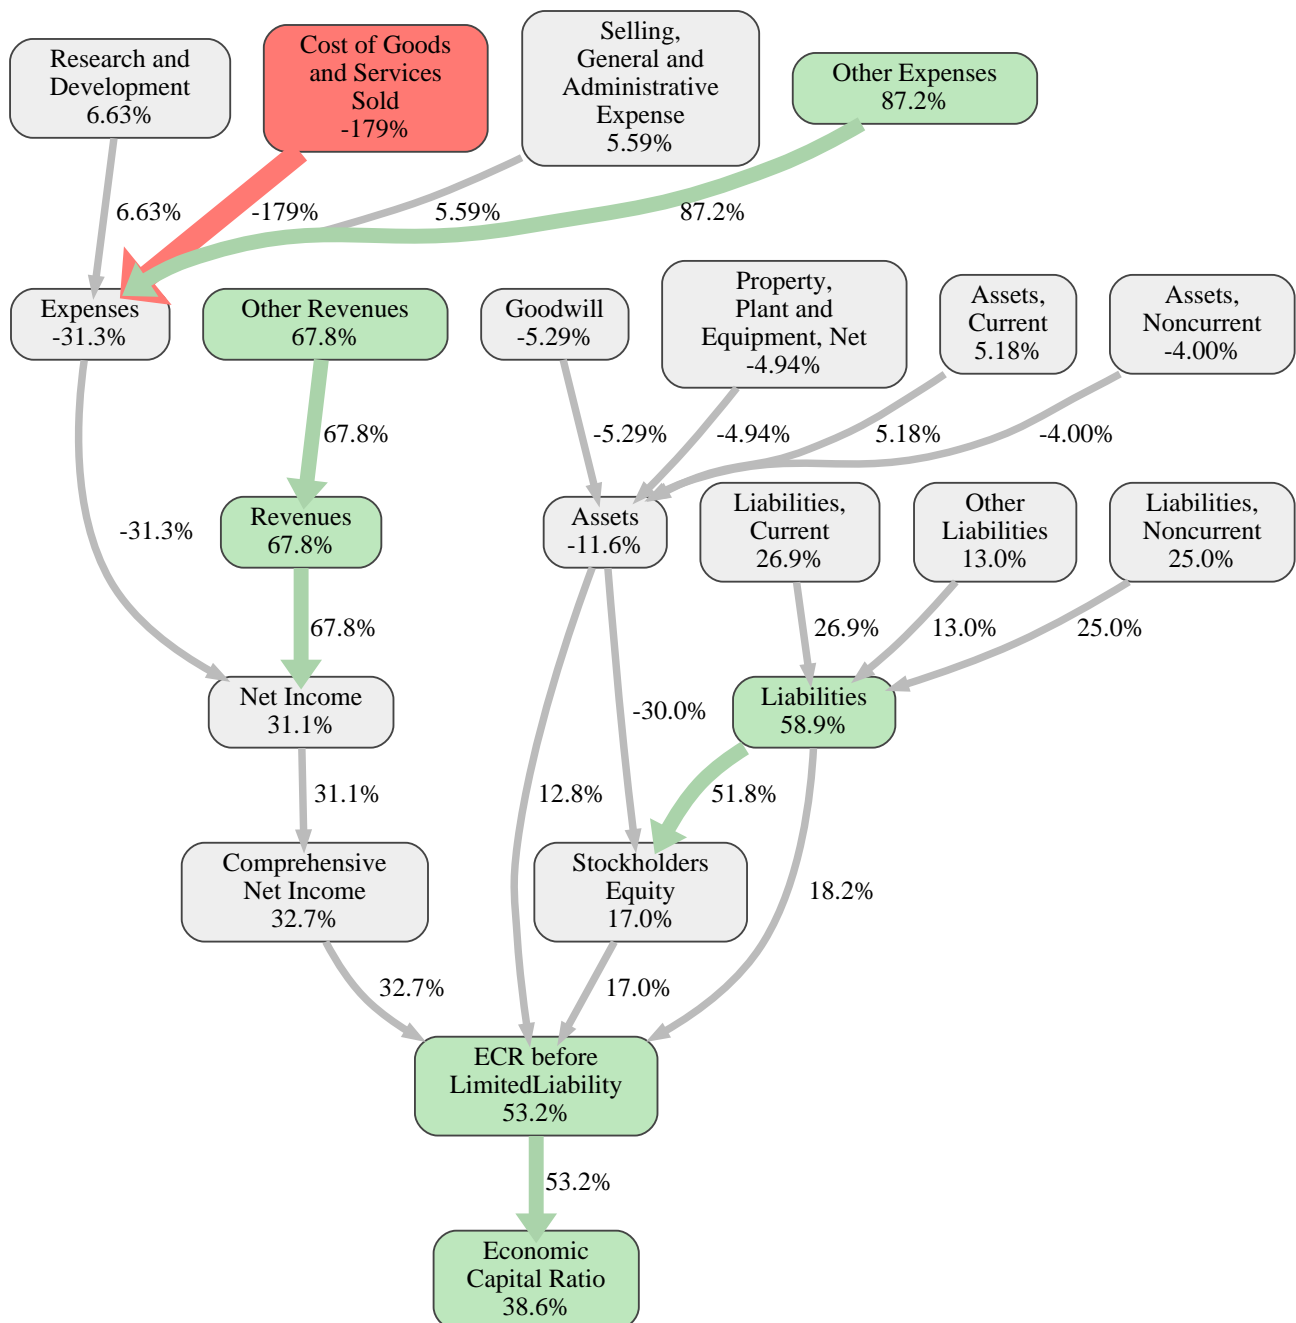 Research and
Development
6.63%
Cost of Goods
and Services
Sold
-179%
Selling,
General and
Administrative
Expense
5.59%
Other Expenses
87.2%
6.63%
-179%
5.59%
87.2%
Expenses
-31.3%
Other Revenues
67.8%
Goodwill
-5.29%
Property,
Plant and
Equipment, Net
-4.94%
Assets,
Current
5.18%
Assets,
Noncurrent
-4.00%
67.8%
-5.29%
-4.94%
5.18%
-4.00%
-31.3%
Revenues
67.8%
Assets
-11.6%
Liabilities,
Current
26.9%
Other
Liabilities
13.0%
Liabilities,
Noncurrent
25.0%
67.8%
26.9%
13.0%
25.0%
Net Income
31.1%
-30.0%
Liabilities
58.9%
31.1%
12.8%
51.8%
Comprehensive
Net Income
32.7%
Stockholders
Equity
17.0%
18.2%
32.7%
17.0%
ECR before
LimitedLiability
53.2%
53.2%
Economic
Capital Ratio
38.6%